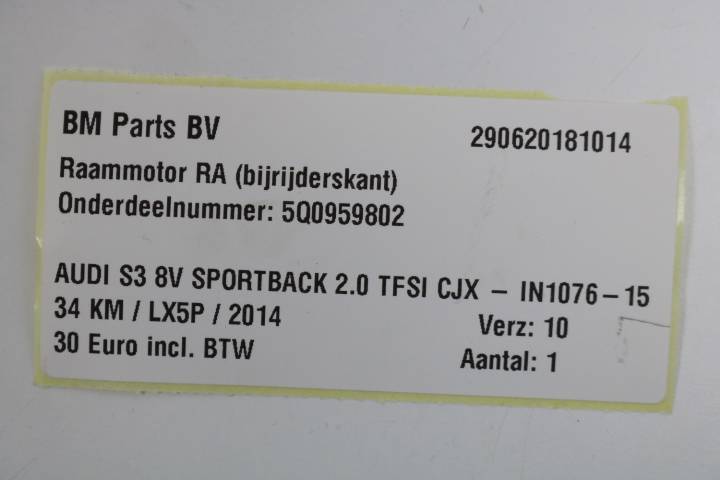 BM Parts BV 290620181014
Raammotor RA (bijrijderskant)
Onderdeelnummer: 5Q0959802
AUDI S3 8V SPORTBACK 2.0 TFSI CJX – IN1076–15
34 KM / LX5P / 2014 Verz: 10
30 Euro incl. BTW Aantal: 1